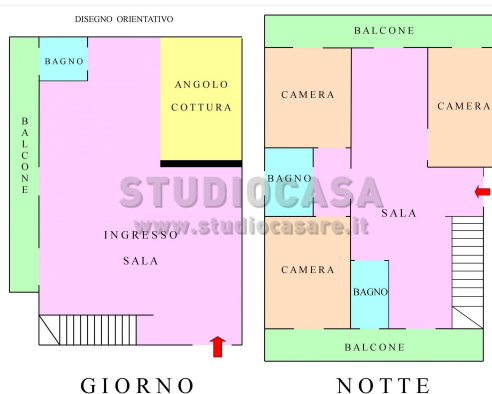 DISEGNO ORIENTATIVO
BAGNO
ANGOLO
COTTURA
BALCONE
INGRESSO
SALA
GIORNO
BALCONE
CAMERA
CAMERA
BAGNO
SALA
CAMERA
BAGNO
BALCONE
NOTTE
STUDIOCASA
www.studiocasare.it